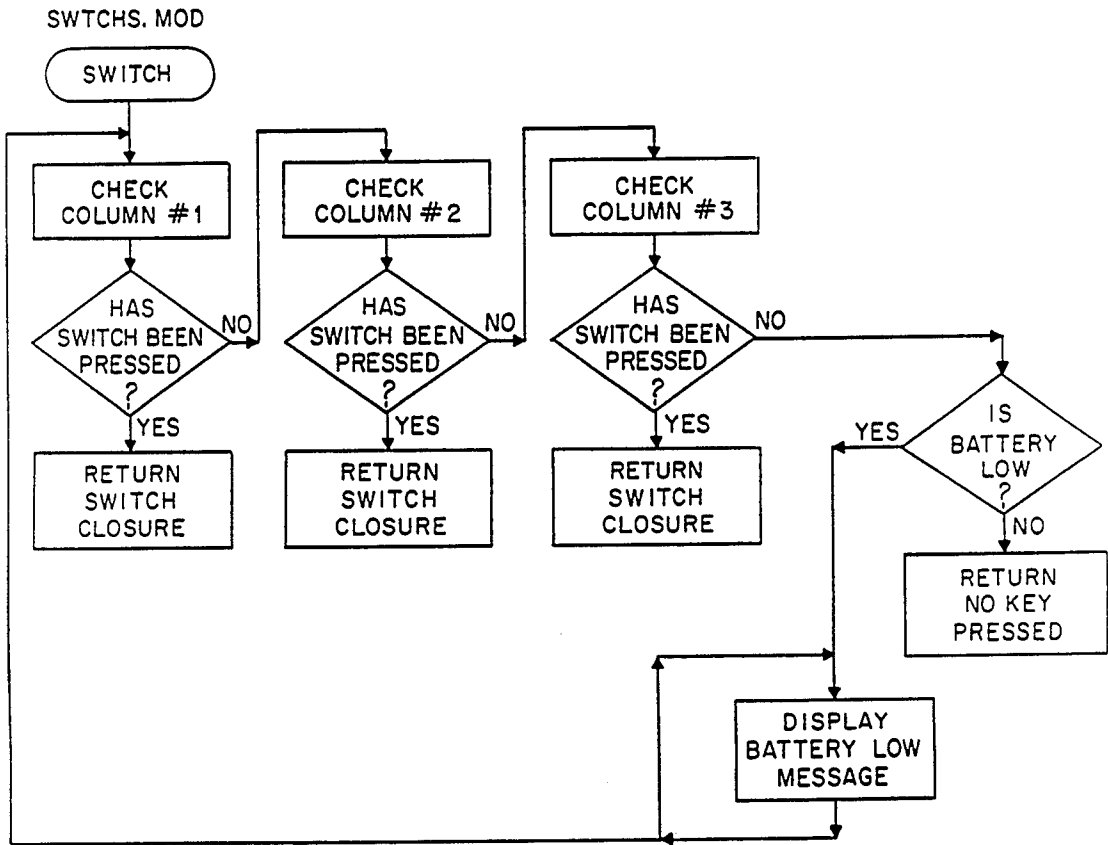 SWTCHS. MOD
SWITCH
CHECK
COLUMN #1
HAS
SWITCH BEEN
PRESSED
?
NO
YES
RETURN
SWITCH
CLOSURE
CHECK
COLUMN #2
HAS
SWITCH BEEN
PRESSED
?
NO
YES
RETURN
SWITCH
CLOSURE
CHECK
COLUMN #3
HAS
SWITCH BEEN
PRESSED
?
NO
YES
RETURN
SWITCH
CLOSURE
IS
BATTERY
LOW
?
YES
NO
RETURN
NO KEY
PRESSED
DISPLAY
BATTERY LOW
MESSAGE